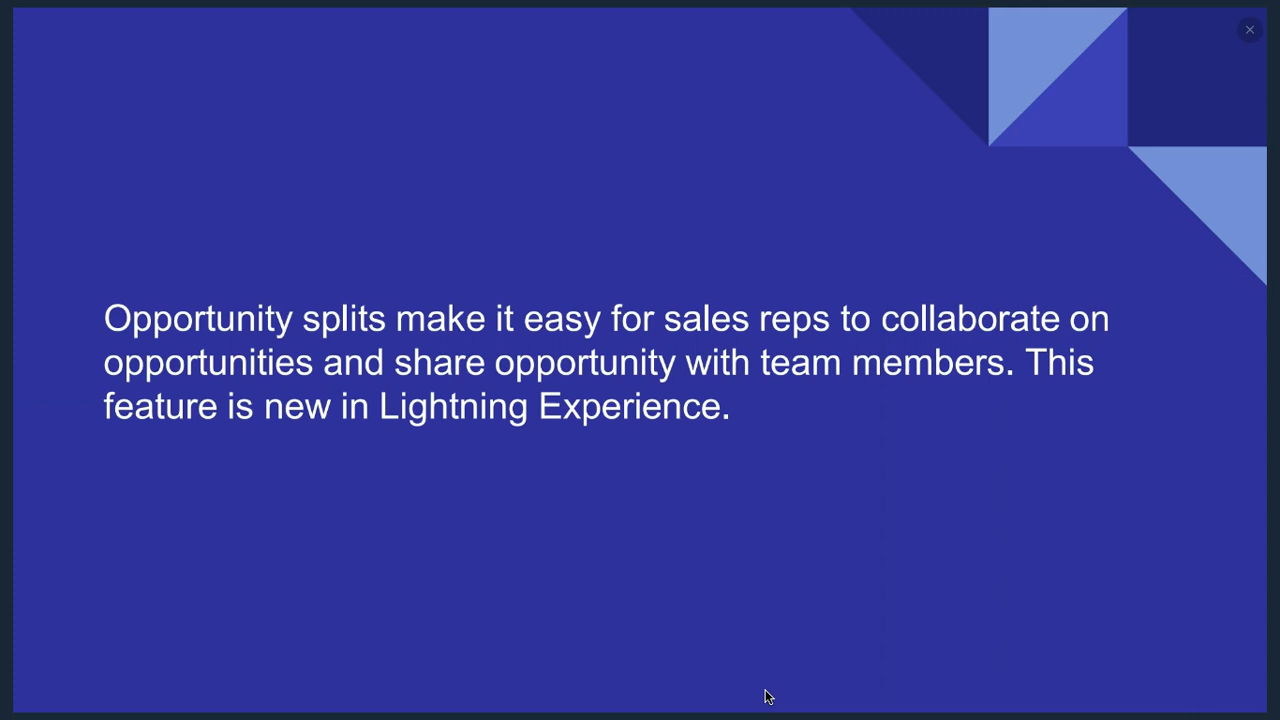 Opportunity splits make it easy for sales reps to collaborate on
opportunities and share opportunity with team members. This
feature is new in Lightning Experience.